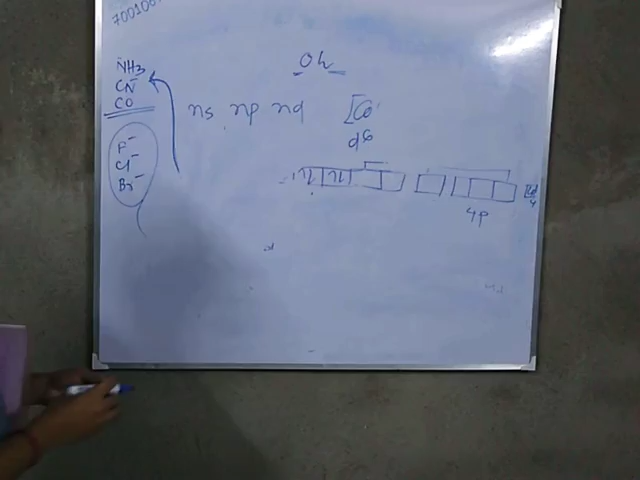 NH3
CN⁻
CO
F⁻
Cl⁻
Br⁻
Oh
ns np nd
[Co
d6
4p